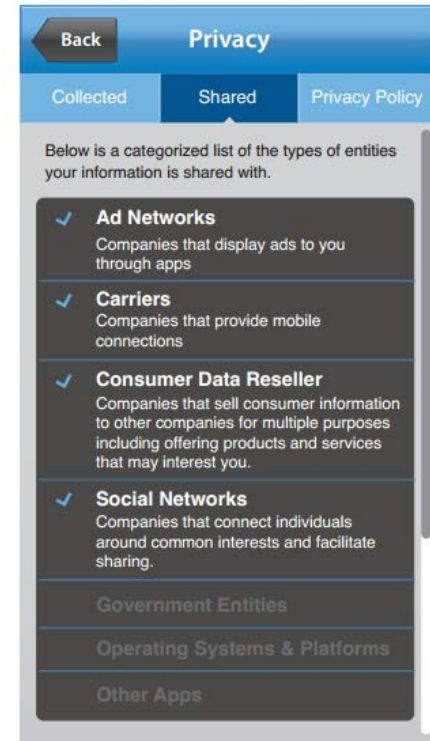 Back
Privacy
Collected
Shared
Privacy Policy
Below is a categorized list of the types of entities
your information is shared with.
Ad Networks
Companies that display ads to you
through apps
Carriers
Companies that provide mobile
connections
Consumer Data Reseller
Companies that sell consumer information
to other companies for multiple purposes
including offering products and services
that may interest you.
Social Networks
Companies that connect individuals
around common interests and facilitate
sharing.
Government Entities
Operating Systems & Platforms
Other Apps